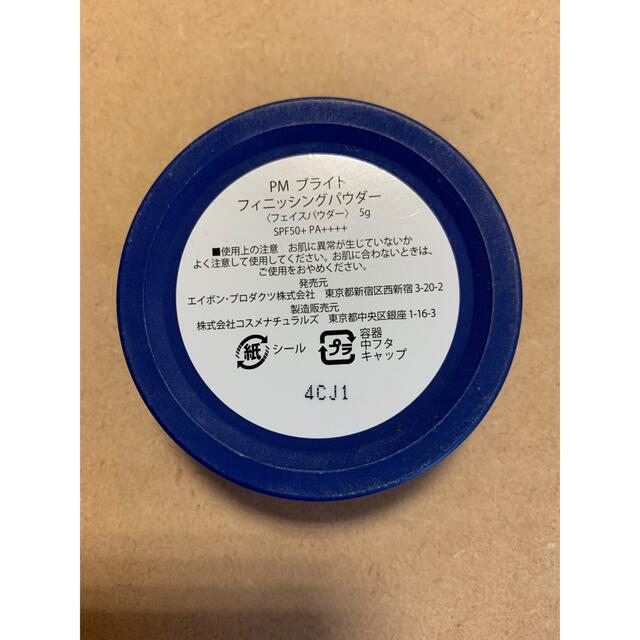 PM ブライト
フィニッシングパウダー
〈フェイスパウダー〉 5g
SPF50+ PA++++
■使用上の注意 お肌に異常が生じていないか
よく注意して使用してください。お肌に合わないときは、
ご使用をおやめください。
発売元
エイボン・プロダクツ株式会社 東京都新宿区西新宿3-20-2
製造販売元
株式会社コスメナチュラルズ 東京都中央区銀座1-16-3
紙 シール プラ 容器
中フタ
キャップ
4CJ1